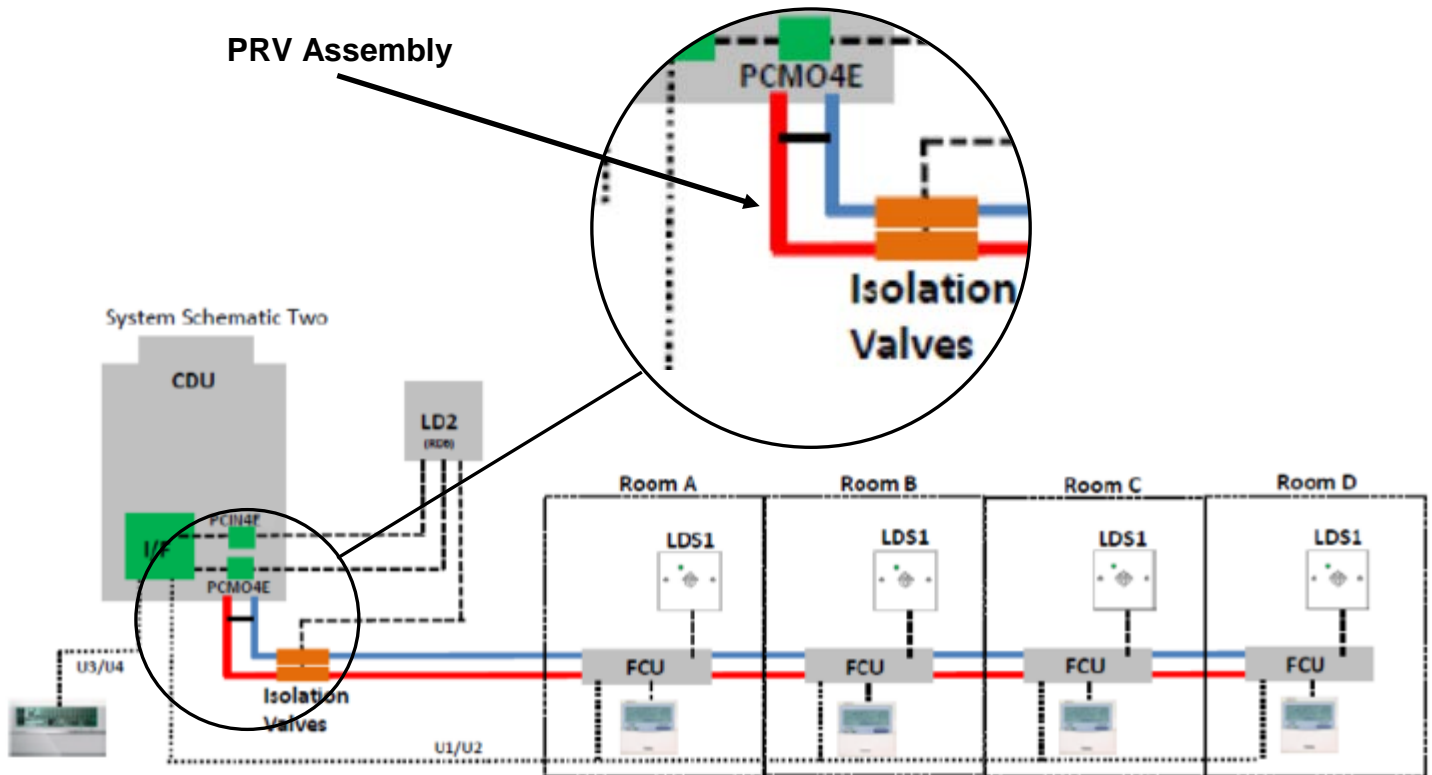 PRV Assembly
PCMO4E
Isolation
Valves
System Schematic Two
CDU
LD2
(RDB)
PCIN4E
I/F
PCMO4E
U3/U4
Isolation
Valves
U1/U2
Room A
Room B
Room C
Room D
LDS1
LDS1
LDS1
LDS1
FCU
FCU
FCU
FCU